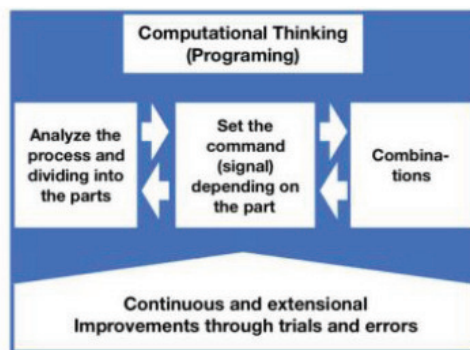 Computational Thinking
(Programing)
Analyze the
process and
dividing into
the parts
Set the
command
(signal)
depending on
the part
Combina-
tions
Continuous and extensional
Improvements through trials and errors